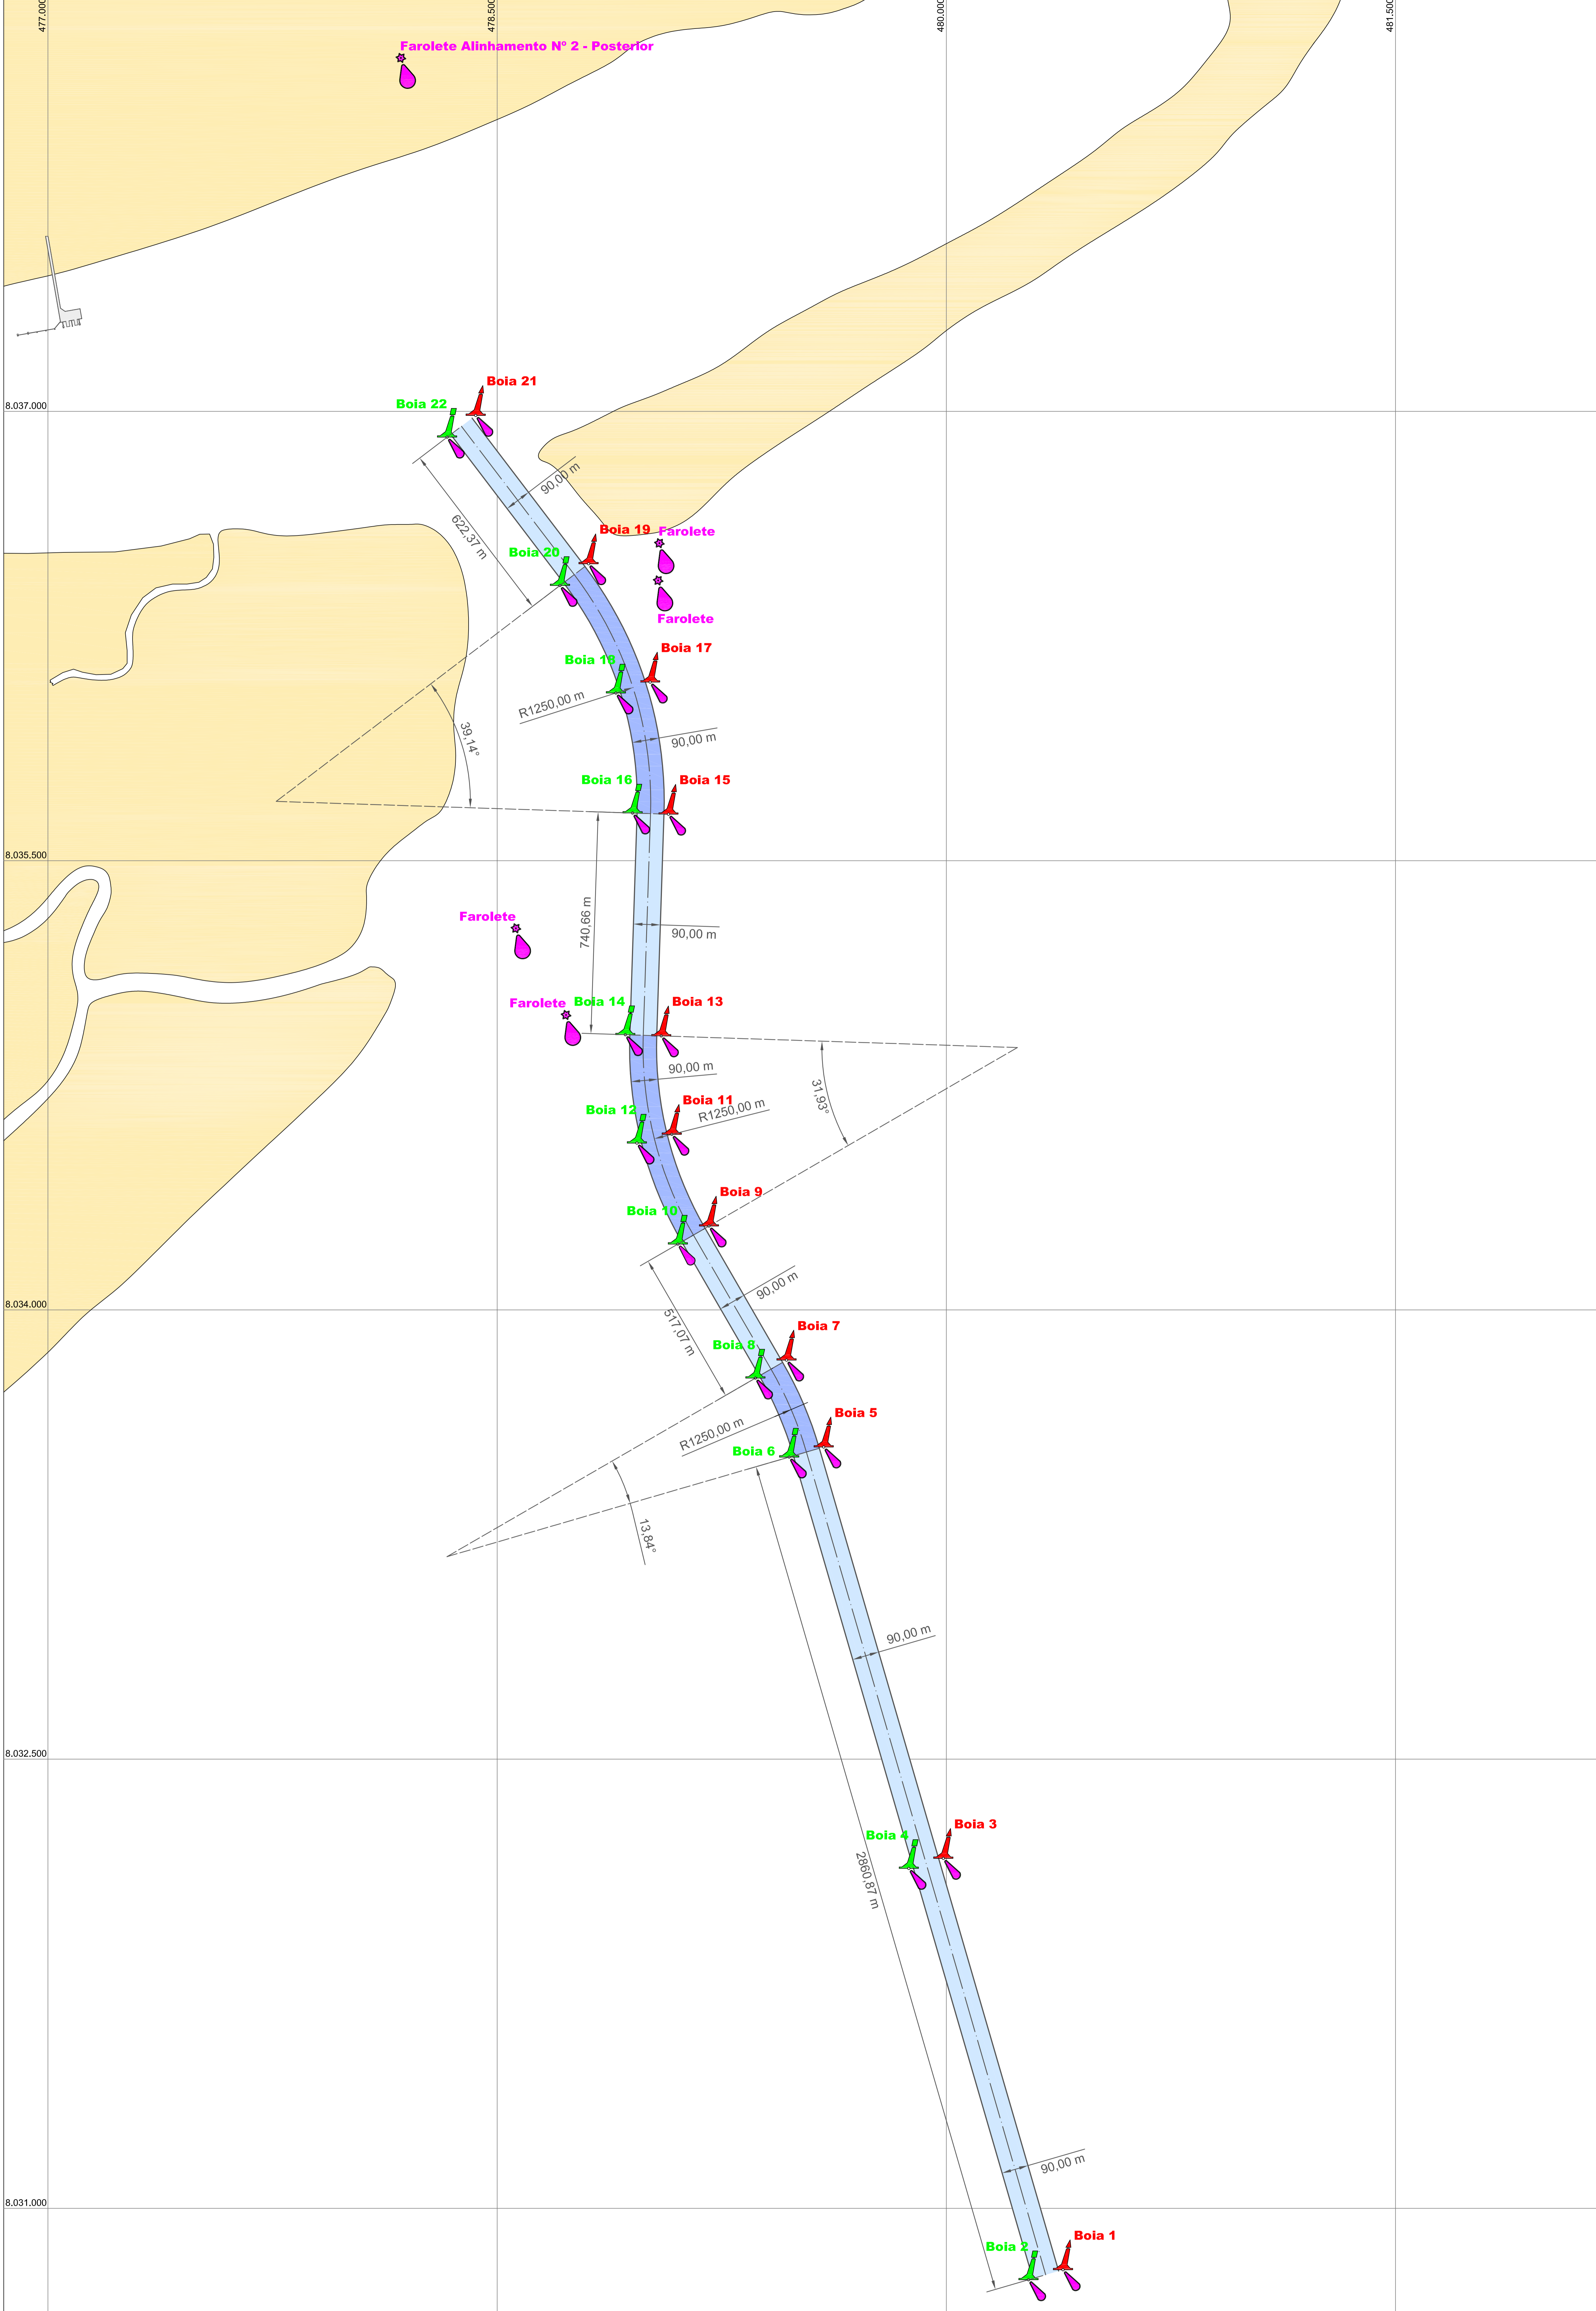 477.000
478.500
480.000
481.500
Farolete Alinhamento Nº 2 - Posterior
Boia 21
Boia 22
8.037.000
90,00 m
622,37 m
Boia 19
Farolete
Boia 20
Farolete
Boia 17
Boia 18
R1250,00 m
39,14°
90,00 m
Boia 16
Boia 15
8.035.500
740,66 m
Farolete
90,00 m
Farolete
Boia 14
Boia 13
90,00 m
31,93°
Boia 12
Boia 11
R1250,00 m
Boia 9
Boia 10
90,00 m
8.034.000
517,07 m
Boia 7
Boia 8
Boia 5
R1250,00 m
Boia 6
13,84°
90,00 m
8.032.500
Boia 3
Boia 4
2860,87 m
90,00 m
8.031.000
Boia 1
Boia 2